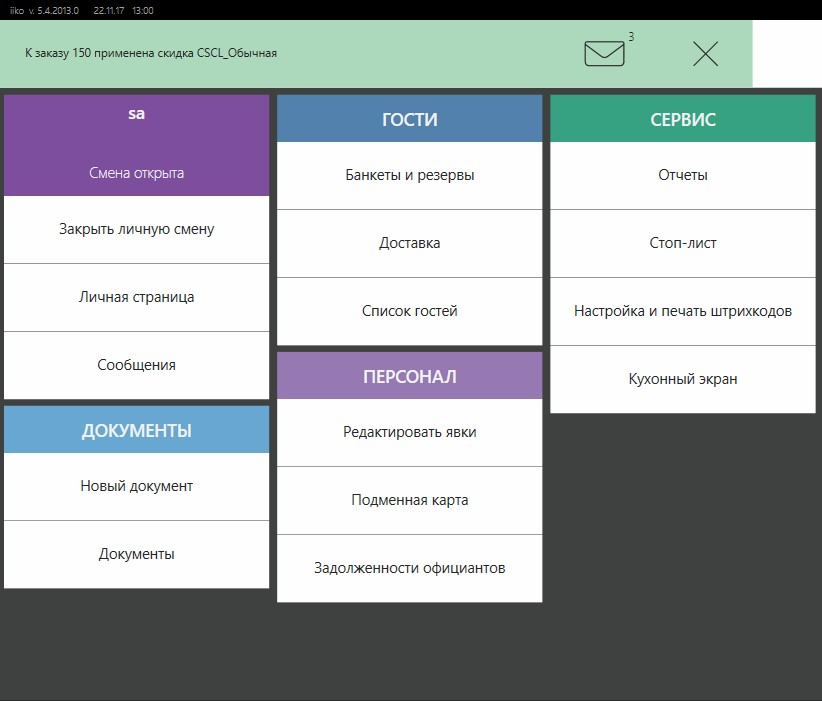 iiko v. 5.4.2013.0 22.11.17 13:00
К заказу 150 применена скидка CSCL_Обычная
3
sa
Смена открыта
Закрыть личную смену
Личная страница
Сообщения
ДОКУМЕНТЫ
Новый документ
Документы
ГОСТИ
Банкеты и резервы
Доставка
Список гостей
ПЕРСОНАЛ
Редактировать явки
Подменная карта
Задолженности официантов
СЕРВИС
Отчеты
Стоп-лист
Настройка и печать штрихкодов
Кухонный экран